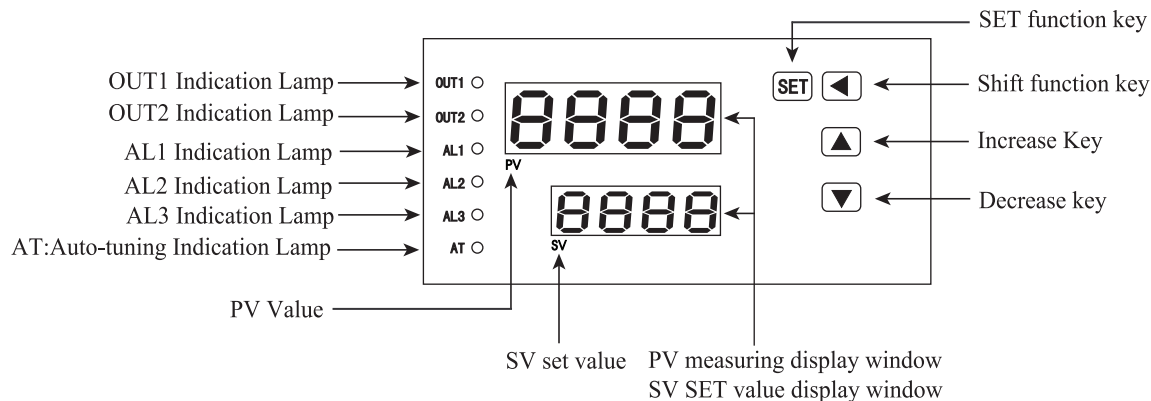 SET function key
OUT1 Indication Lamp
OUT1
8888
SET
Shift function key
OUT2 Indication Lamp
OUT2
AL1 Indication Lamp
AL1
Increase Key
PV
AL2 Indication Lamp
AL2
Decrease key
AL3 Indication Lamp
AL3
8888
AT:Auto-tuning Indication Lamp
AT
SV
PV Value
SV set value
PV measuring display window
SV SET value display window